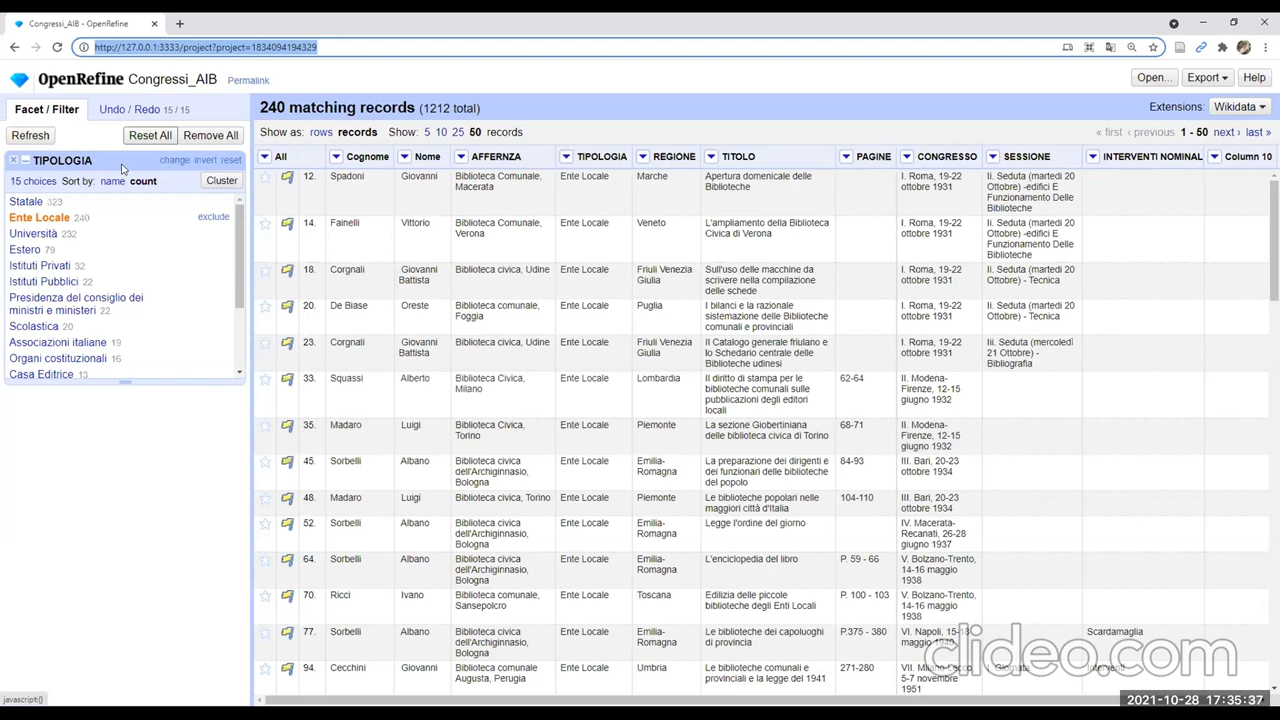 Congressi_AIB - OpenRefine
http://127.0.0.1:3333/project?project=1834094194329
OpenRefine Congressi_AIB Permalink
Open... Export Help
Facet / Filter Undo / Redo 15 / 15
240 matching records (1212 total)
Extensions: Wikidata
Refresh Reset All Remove All
Show as: rows records Show: 5 10 25 50 records
« first ‹ previous 1 - 50 next › last »
TIPOLOGIA change invert reset
15 choices Sort by: name count Cluster
Statale 323
Ente Locale 240 exclude
Università 232
Estero 79
Istituti Privati 32
Istituti Pubblici 22
Presidenza del consiglio dei
ministri e ministeri 22
Scolastica 20
Associazioni italiane 19
Organi costituzionali 16
Casa Editrice 13
All Cognome Nome AFFERNZA TIPOLOGIA REGIONE TITOLO PAGINE CONGRESSO SESSIONE INTERVENTI NOMINAL Column 10
12. Spadoni Giovanni Biblioteca Comunale, Ente Locale Marche Apertura domenicale delle I. Roma, 19-22 Ii. Seduta (martedì 20
Macerata Biblioteche ottobre 1931 Ottobre) -edifici E
Funzionamento Delle
Biblioteche
14. Fainelli Vittorio Biblioteca Comunale, Ente Locale Veneto L'ampliamento della Biblioteca I. Roma, 19-22 Ii. Seduta (martedì 20
Verona Civica di Verona ottobre 1931 Ottobre) -edifici E
Funzionamento Delle
Biblioteche
18. Corgnali Giovanni Biblioteca civica, Udine Ente Locale Friuli Venezia Sull'uso delle macchine da I. Roma, 19-22 Ii. Seduta (martedì 20
Battista Giulia scrivere nella compilazione ottobre 1931 Ottobre) - Tecnica
delle schede
20. De Biase Oreste Biblioteca comunale, Ente Locale Puglia I bilanci e la razionale I. Roma, 19-22 Ii. Seduta (martedì 20
Foggia sistemazione delle Biblioteche ottobre 1931 Ottobre) - Tecnica
comunali e provinciali
23. Corgnali Giovanni Biblioteca civica, Udine Ente Locale Friuli Venezia Il Catalogo generale friulano e I. Roma, 19-22 Iii. Seduta (mercoledì
Battista Giulia lo Schedario centrale delle ottobre 1931 21 Ottobre) -
Biblioteche udinesi Bibliografia
33. Squassi Alberto Biblioteca Civica, Ente Locale Lombardia Il diritto di stampa per le 62-64 II. Modena-
Milano biblioteche comunali sulle Firenze, 12-15
pubblicazioni degli editori giugno 1932
locali
35. Madaro Luigi Biblioteca Civica, Ente Locale Piemonte La sezione Giobertiniana 68-71 II. Modena-
Torino delle biblioteca civica di Torino Firenze, 12-15
giugno 1932
45. Sorbelli Albano Biblioteca civica Ente Locale Emilia- La preparazione dei dirigenti e 84-93 III. Bari, 20-23
dell'Archiginnasio, Romagna dei funzionari delle biblioteche ottobre 1934
Bologna del popolo
48. Madaro Luigi Biblioteca civica, Torino Ente Locale Piemonte Le biblioteche popolari nelle 104-110 III. Bari, 20-23
maggiori città d'Italia ottobre 1934
52. Sorbelli Albano Biblioteca civica Ente Locale Emilia- Legge l'ordine del giorno IV. Macerata-
dell'Archiginnasio, Romagna Recanati, 26-28
Bologna giugno 1937
64. Sorbelli Albano Biblioteca civica Ente Locale Emilia- L'enciclopedia del libro P. 59 - 66 V. Bolzano-Trento,
dell'Archiginnasio, Romagna 14-16 maggio
Bologna 1938
70. Ricci Ivano Biblioteca comunale, Ente Locale Toscana Edilizia delle piccole P. 100 - 103 V. Bolzano-Trento,
Sansepolcro biblioteche degli Enti Locali 14-16 maggio
1938
77. Sorbelli Albano Biblioteca civica Ente Locale Emilia- Le biblioteche dei capoluoghi P.375 - 380 VI. Napoli, 15-18 Scardamaglia
dell'Archiginnasio, Romagna di provincia maggio 1940
Bologna
94. Cecchini Giovanni Biblioteca comunale Ente Locale Umbria Le biblioteche comunali e 271-280 VII. I. Giornata
Augusta, Perugia provinciali e la legge del 1941 5-7 novembre
1951
clideo.com
javascript:{}
2021-10-28 17:35:37